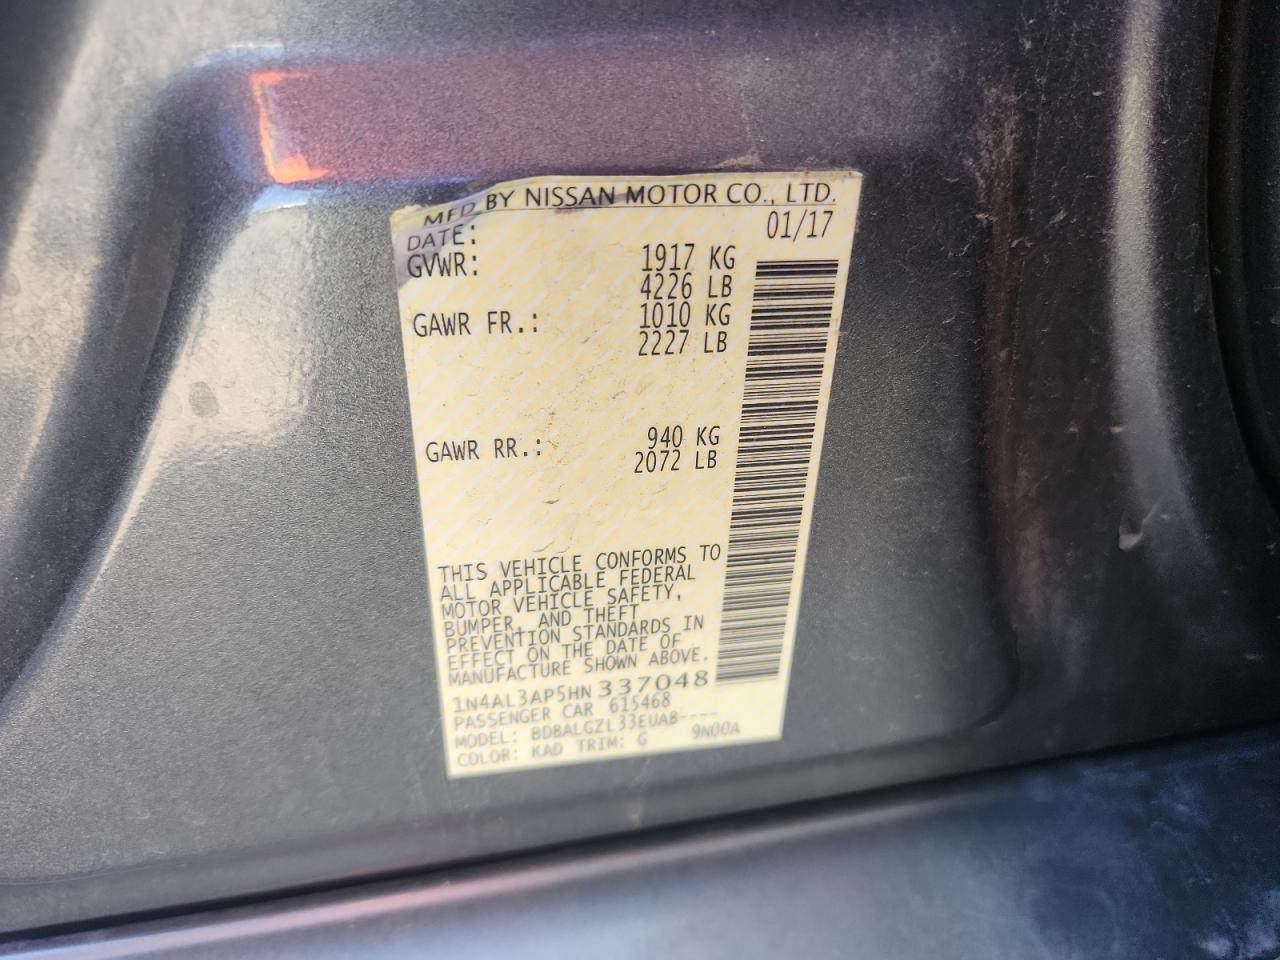 MFD BY NISSAN MOTOR CO., LTD.
DATE: 01/17
GVWR: 1917 KG
4226 LB
GAWR FR.: 1010 KG
2227 LB
GAWR RR.: 940 KG
2072 LB
THIS VEHICLE CONFORMS TO
ALL APPLICABLE FEDERAL
MOTOR VEHICLE SAFETY,
BUMPER, AND THEFT
PREVENTION STANDARDS IN
EFFECT ON THE DATE OF
MANUFACTURE SHOWN ABOVE.
1N4AL3AP5HN337048
PASSENGER CAR 615468
MODEL: BDBALGZL33EUAB----
COLOR: KAD TRIM: G 9N00A